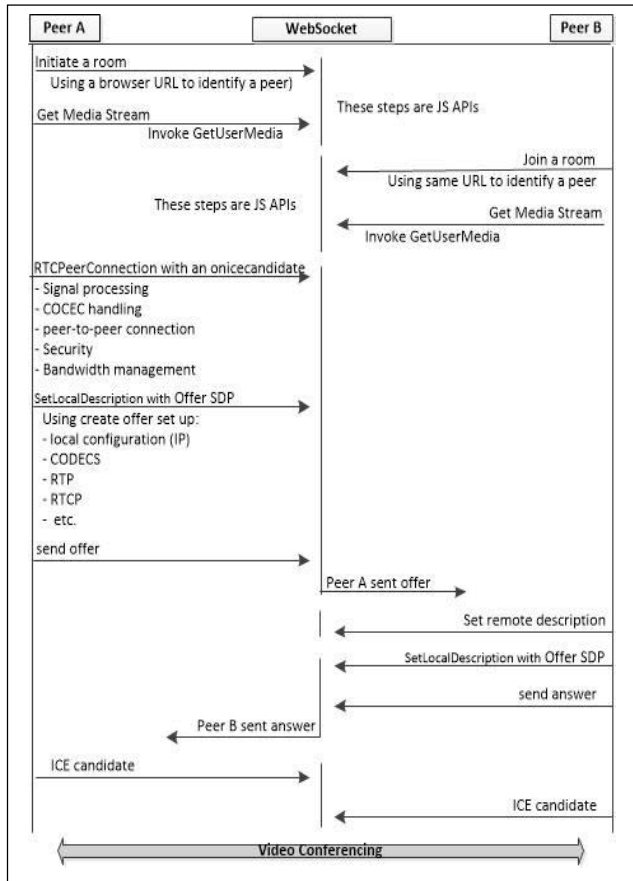 Peer A
WebSocket
Peer B
Initiate a room
Using a browser URL to identify a peer)
These steps are JS APIs
Get Media Stream
Invoke GetUserMedia
Join a room
Using same URL to identify a peer
These steps are JS APIs
Get Media Stream
Invoke GetUserMedia
RTCPeerConnection with an onicecandidate
- Signal processing
- COCEC handling
- peer-to-peer connection
- Security
- Bandwidth management
SetLocalDescription with Offer SDP
Using create offer set up:
- local configuration (IP)
- CODECS
- RTP
- RTCP
- etc.
send offer
Peer A sent offer
Set remote description
SetLocalDescription with Offer SDP
send answer
Peer B sent answer
ICE candidate
ICE candidate
Video Conferencing